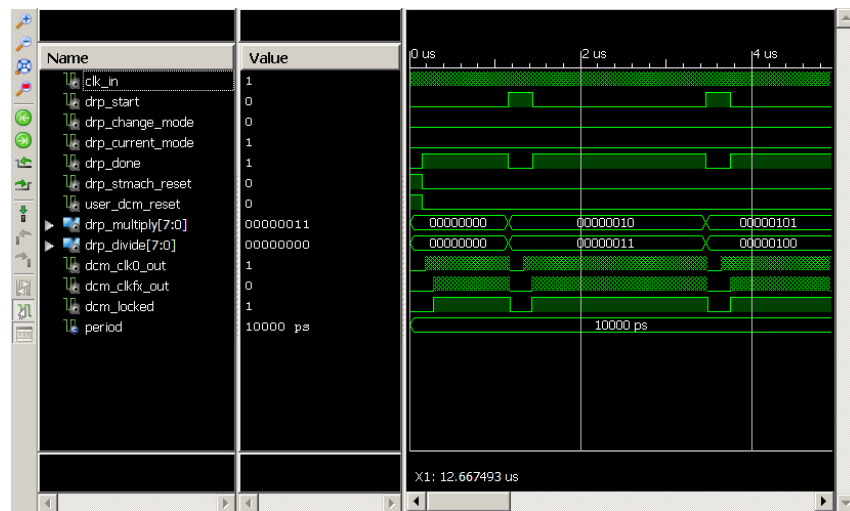 Name Value 0 us 2 us 4 us
clk_in 1
drp_start 0
drp_change_mode 0
drp_current_mode 1
drp_done 1
drp_stmach_reset 0
user_dcm_reset 0
drp_multiply[7:0] 00000011 00000000 00000010 00000101
drp_divide[7:0] 00000000 00000000 00000011 00000100
dcm_clk0_out 1
dcm_clkfx_out 0
dcm_locked 1
period 10000 ps 10000 ps
X1: 12.667493 us